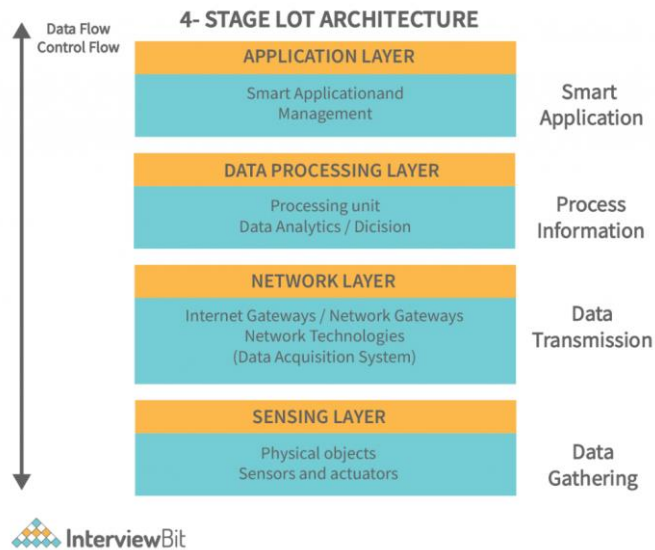 4- STAGE LOT ARCHITECTURE
Data Flow
Control Flow
APPLICATION LAYER
Smart Applicationand
Management
Smart
Application
DATA PROCESSING LAYER
Processing unit
Data Analytics / Dicision
Process
Information
NETWORK LAYER
Internet Gateways / Network Gateways
Network Technologies
(Data Acquisition System)
Data
Transmission
SENSING LAYER
Physical objects
Sensors and actuators
Data
Gathering
InterviewBit